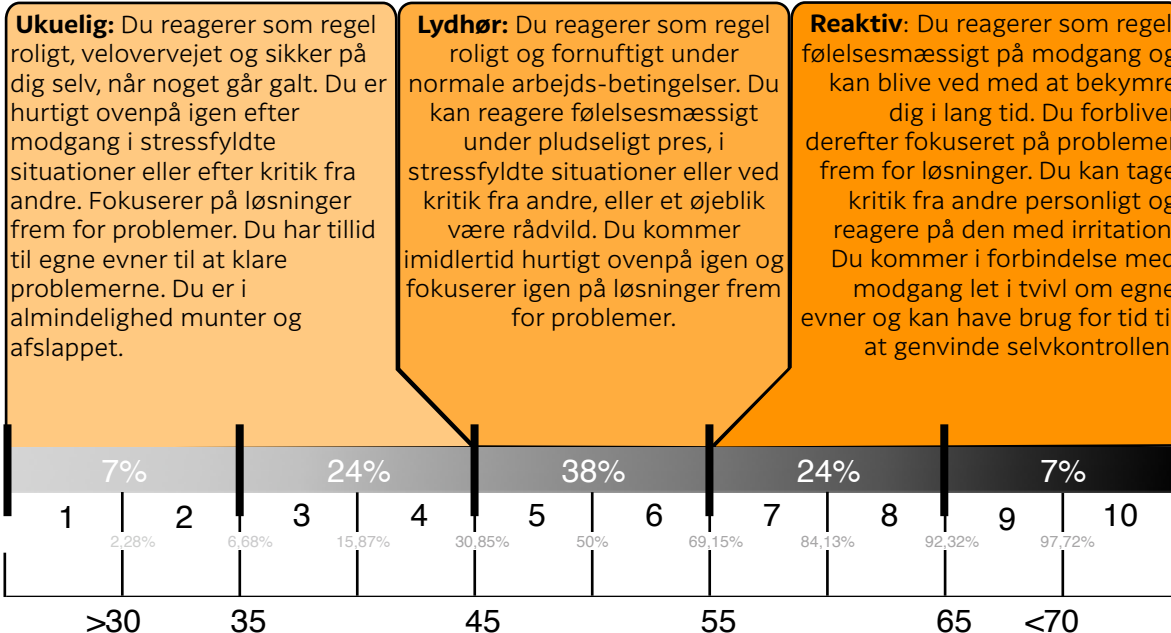 Ukuelig: Du reagerer som regel
roligt, velovervejet og sikker på
dig selv, når noget går galt. Du er
hurtigt ovenpå igen efter
modgang i stressfyldte
situationer eller efter kritik fra
andre. Fokuserer på løsninger
frem for problemer. Du har tillid
til egne evner til at klare
problemerne. Du er i
almindelighed munter og
afslappet.
Lydhør: Du reagerer som regel
roligt og fornuftigt under
normale arbejds-betingelser. Du
kan reagere følelsesmæssigt
under pludseligt pres, i
stressfyldte situationer eller ved
kritik fra andre, eller et øjeblik
være rådvild. Du kommer
imidlertid hurtigt ovenpå igen og
fokuserer igen på løsninger frem
for problemer.
Reaktiv: Du reagerer som regel
følelsesmæssigt på modgang og
kan blive ved med at bekymre
dig i lang tid. Du forbliver
derefter fokuseret på problemer
frem for løsninger. Du kan tage
kritik fra andre personligt og
reagere på den med irritation
Du kommer i forbindelse med
modgang let i tvivl om egne
evner og kan have brug for tid ti
at genvinde selvkontrollen
7% 24% 38% 24% 7%
1 2 3 4 5 6 7 8 9 10
2,28% 6,68% 15,87% 30,85% 50% 69,15% 84,13% 92,32% 97,72%
>30 35 45 55 65 <70